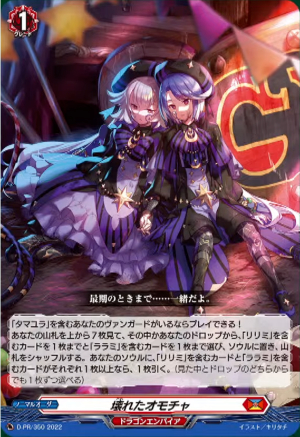 1
グレード
最期のときまで……一緒だよ。
ノーマルオーダー
「タマユラ」を含むあなたのヴァンガードがいるならプレイできる!
あなたの山札を上から7枚見て、その中かあなたのドロップから、「リリミ」を含
むカードを1枚までと「ララミ」を含むカードを1枚まで選び、ソウルに置き、山
札をシャッフルする。あなたのソウルに、「リリミ」を含むカードと「ララミ」を含
むカードがそれぞれ1枚以上なら、1枚引く。(見た中とドロップのどちらから
でも1枚ずつ選べる)
壊れたオモチャ
D-PR/350 2022
ドラゴンエンパイア
イラスト/キリタチ